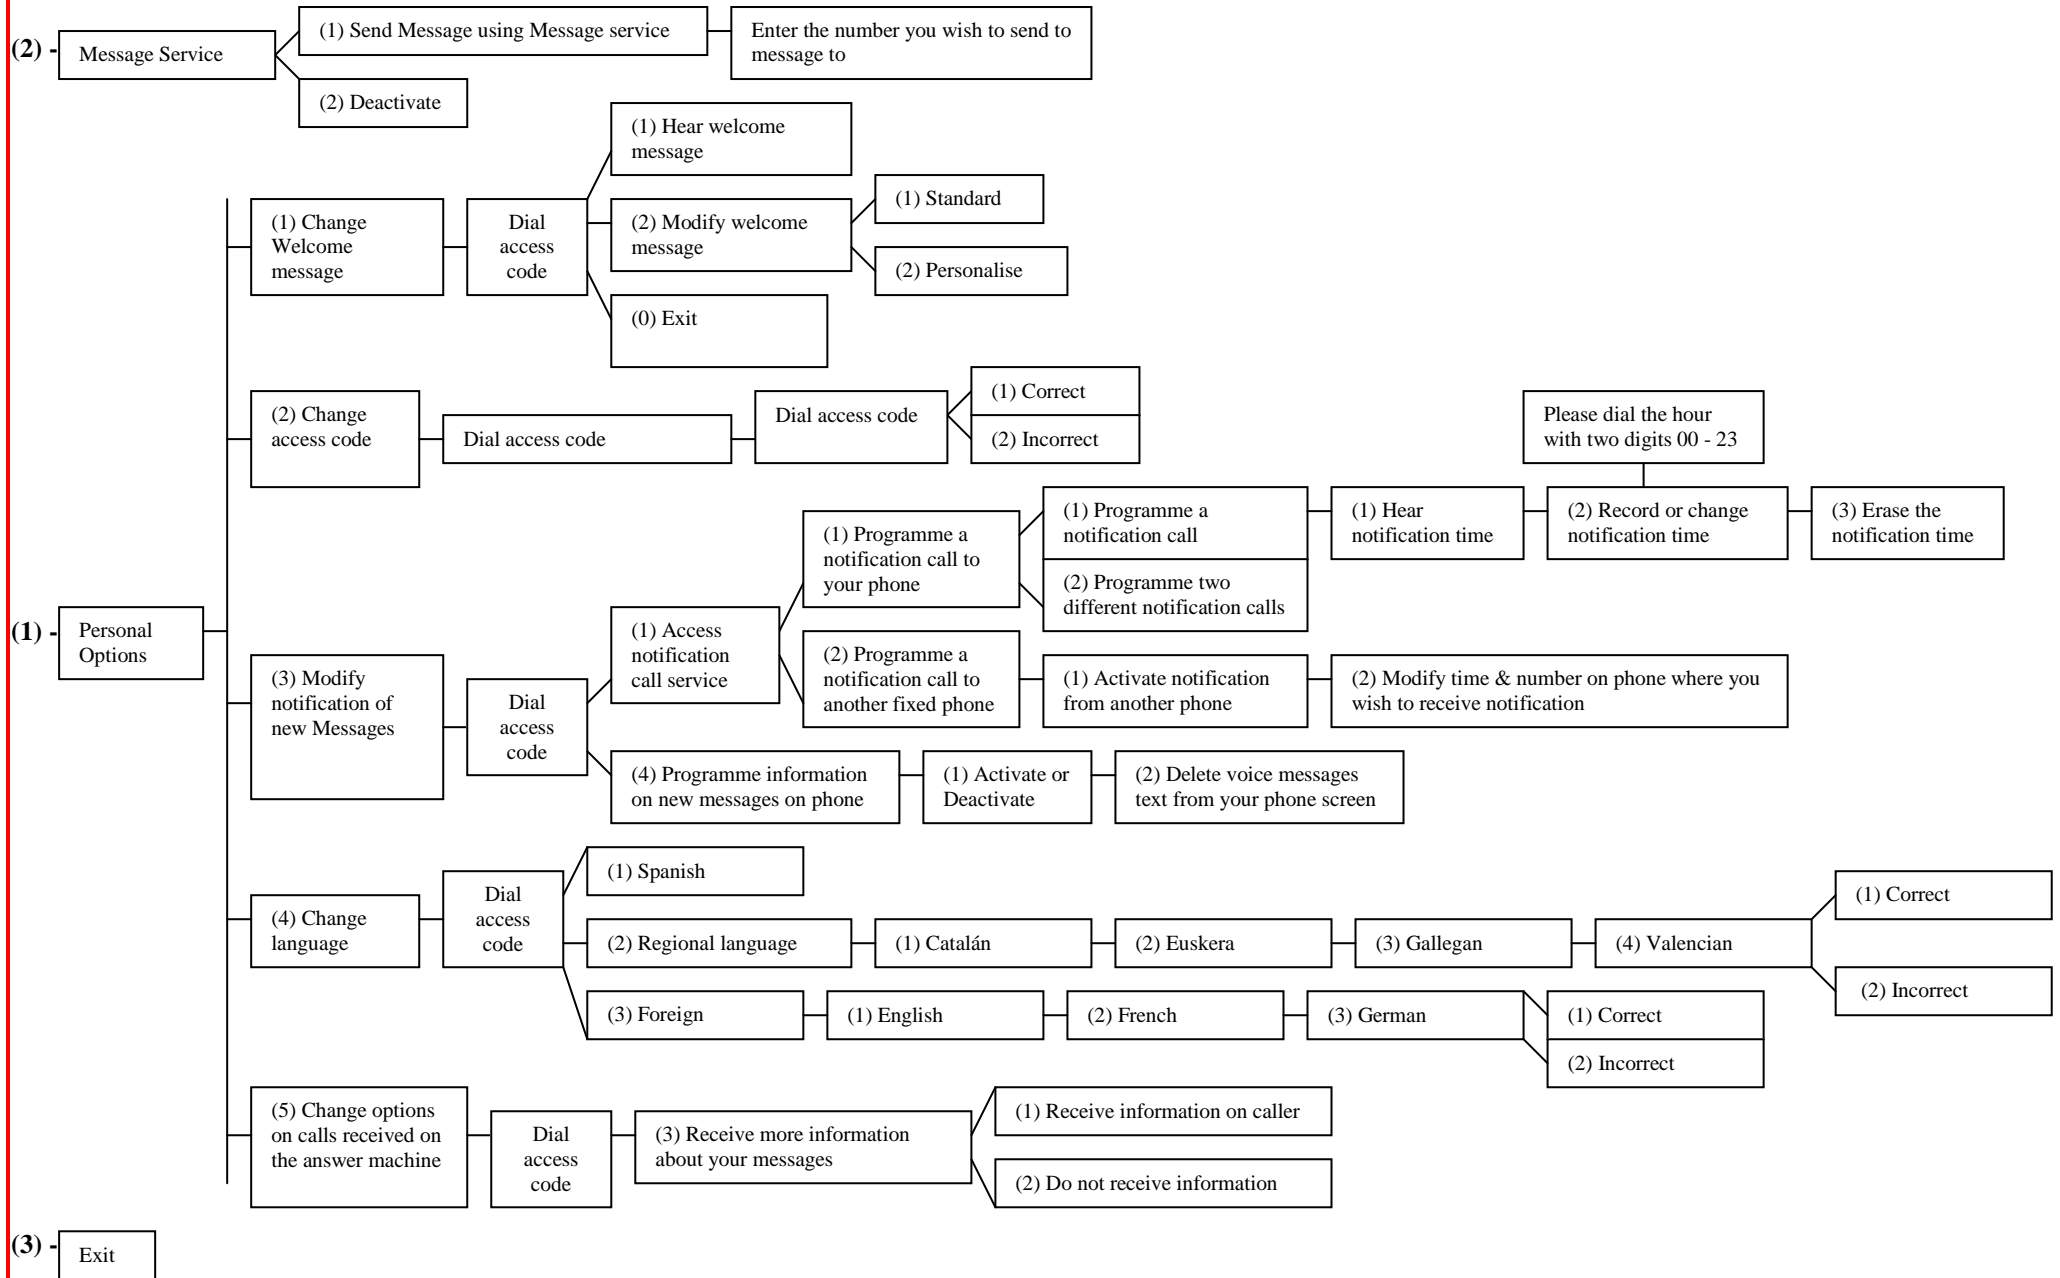 (2) -
Message Service
(1) Send Message using Message service
Enter the number you wish to send to
message to
(2) Deactivate
(1) -
Personal
Options
(1) Change
Welcome
message
Dial
access
code
(1) Hear welcome
message
(2) Modify welcome
message
(1) Standard
(2) Personalise
(0) Exit
(2) Change
access code
Dial access code
Dial access code
(1) Correct
(2) Incorrect
(3) Modify
notification of
new Messages
Dial
access
code
(1) Access
notification
call service
(1) Programme a
notification call to
your phone
(1) Programme a
notification call
(1) Hear
notification time
(2) Record or change
notification time
Please dial the hour
with two digits 00 - 23
(3) Erase the
notification time
(2) Programme two
different notification calls
(2) Programme a
notification call to
another fixed phone
(1) Activate notification
from another phone
(2) Modify time & number on phone where you
wish to receive notification
(4) Programme information
on new messages on phone
(1) Activate or
Deactivate
(2) Delete voice messages
text from your phone screen
(4) Change
language
Dial
access
code
(1) Spanish
(2) Regional language
(1) Catalán
(2) Euskera
(3) Gallegan
(4) Valencian
(1) Correct
(2) Incorrect
(3) Foreign
(1) English
(2) French
(3) German
(1) Correct
(2) Incorrect
(5) Change options
on calls received on
the answer machine
Dial
access
code
(3) Receive more information
about your messages
(1) Receive information on caller
(2) Do not receive information
(3) -
Exit